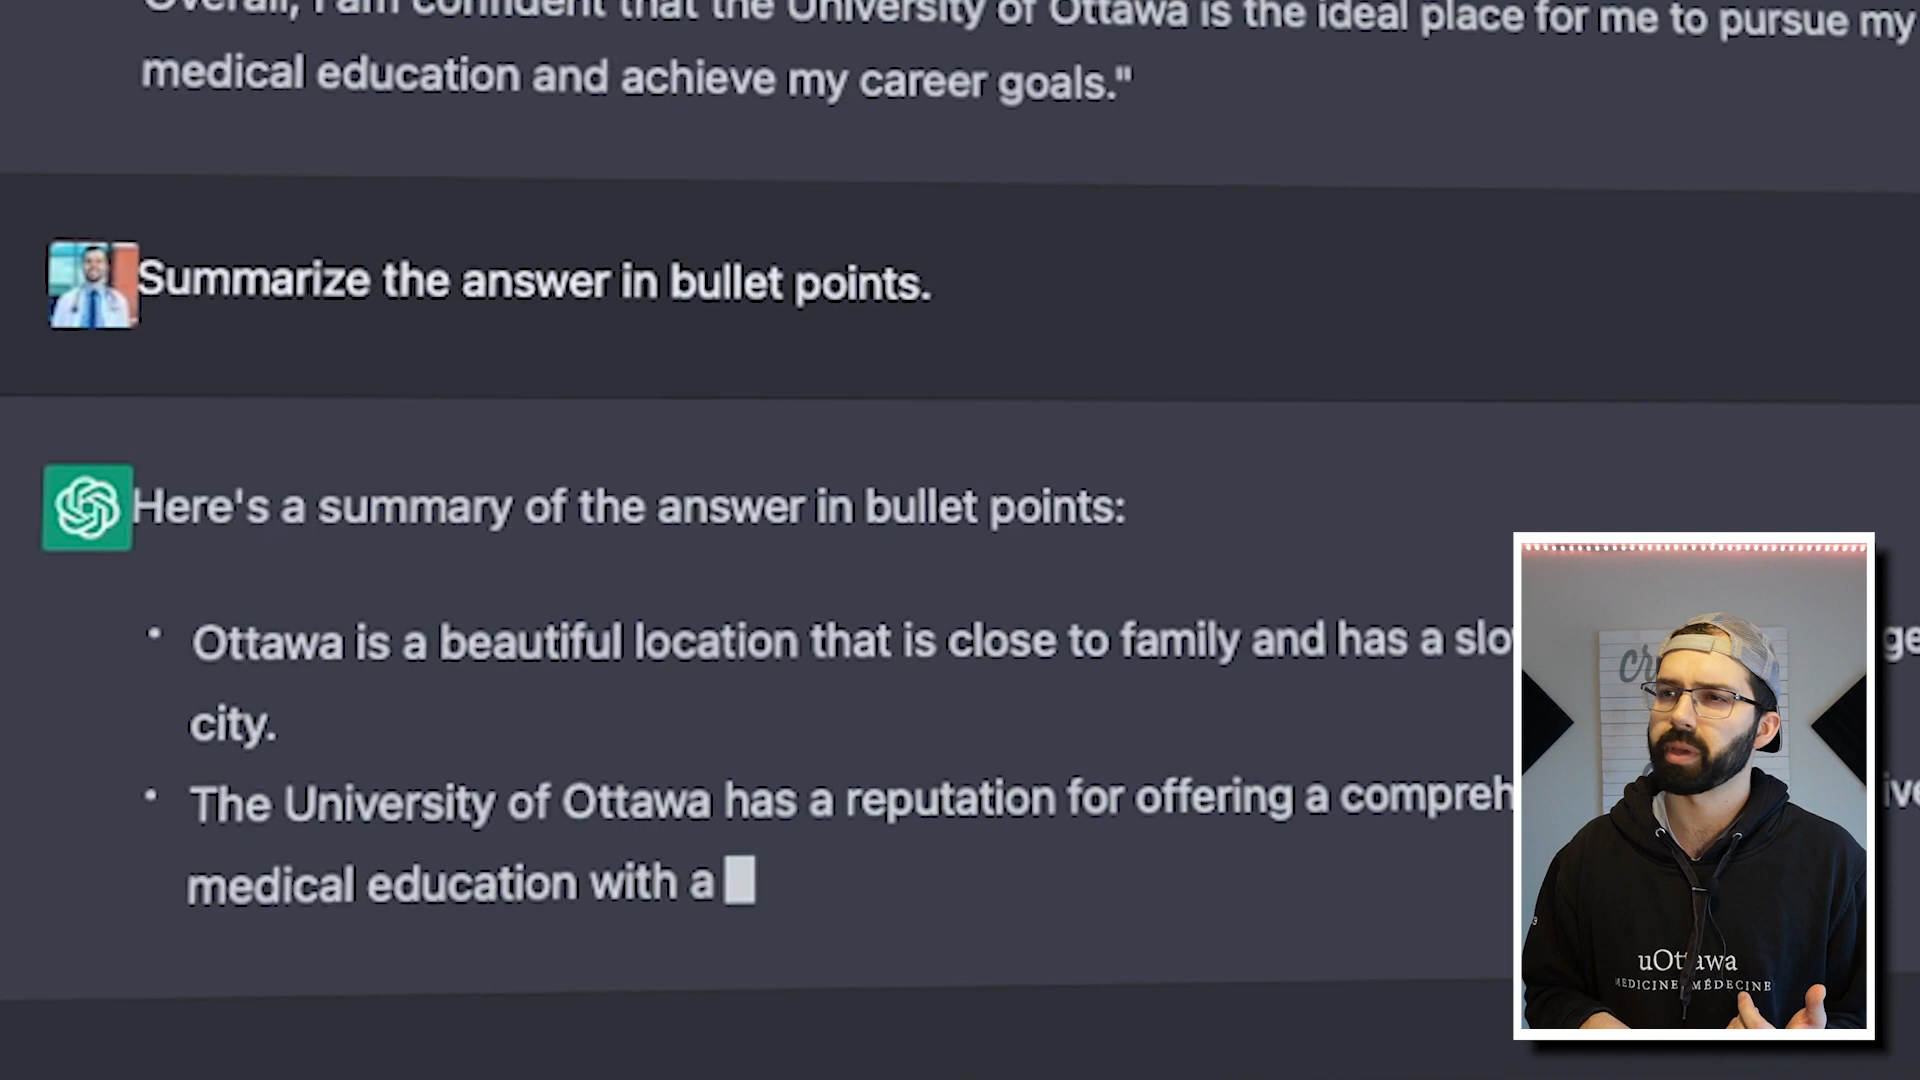 Overall, I am confident that the University of Ottawa is the ideal place for me to pursue my
medical education and achieve my career goals."
Summarize the answer in bullet points.
Here's a summary of the answer in bullet points:
• Ottawa is a beautiful location that is close to family and has a
city.
• The University of Ottawa has a reputation for offering a
medical education with a
uOttawa
MEDICINE MÉDECINE